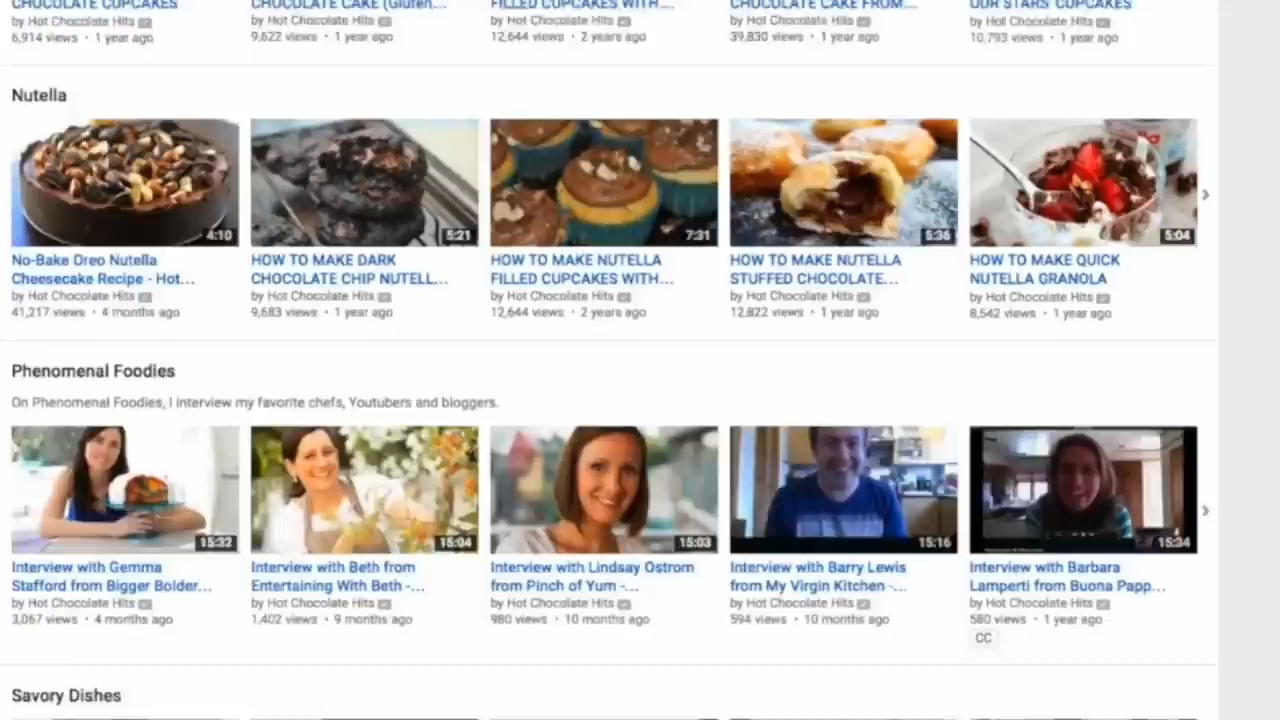 CHOCOLATE CUPCAKES
CHOCOLATE CAKE (Gluten...
FILLED CUPCAKES WITH...
CHOCOLATE CAKE FROM...
OUR STARS' CUPCAKES
by Hot Chocolate Hits
by Hot Chocolate Hits
by Hot Chocolate Hits
by Hot Chocolate Hits
by Hot Chocolate Hits
6,914 views • 1 year ago
9,622 views • 1 year ago
12,644 views • 2 years ago
39,830 views • 1 year ago
10,793 views • 1 year ago
Nutella
4:10
5:21
7:31
5:36
5:04
No-Bake Oreo Nutella
Cheesecake Recipe - Hot...
by Hot Chocolate Hits
41,217 views • 4 months ago
HOW TO MAKE DARK
CHOCOLATE CHIP NUTELL...
by Hot Chocolate Hits
9,683 views • 1 year ago
HOW TO MAKE NUTELLA
FILLED CUPCAKES WITH...
by Hot Chocolate Hits
12,644 views • 2 years ago
HOW TO MAKE NUTELLA
STUFFED CHOCOLATE...
by Hot Chocolate Hits
12,822 views • 1 year ago
HOW TO MAKE QUICK
NUTELLA GRANOLA
by Hot Chocolate Hits
8,542 views • 1 year ago
Phenomenal Foodies
On Phenomenal Foodies, I interview my favorite chefs, Youtubers and bloggers.
15:32
15:04
15:03
15:16
15:34
Interview with Gemma
Stafford from Bigger Bolder...
by Hot Chocolate Hits
3,067 views • 4 months ago
Interview with Beth from
Entertaining With Beth -...
by Hot Chocolate Hits
1,402 views • 9 months ago
Interview with Lindsay Ostrom
from Pinch of Yum -...
by Hot Chocolate Hits
980 views • 10 months ago
Interview with Barry Lewis
from My Virgin Kitchen -...
by Hot Chocolate Hits
594 views • 10 months ago
Interview with Barbara
Lamperti from Buona Papp...
by Hot Chocolate Hits
580 views • 1 year ago
CC
Savory Dishes